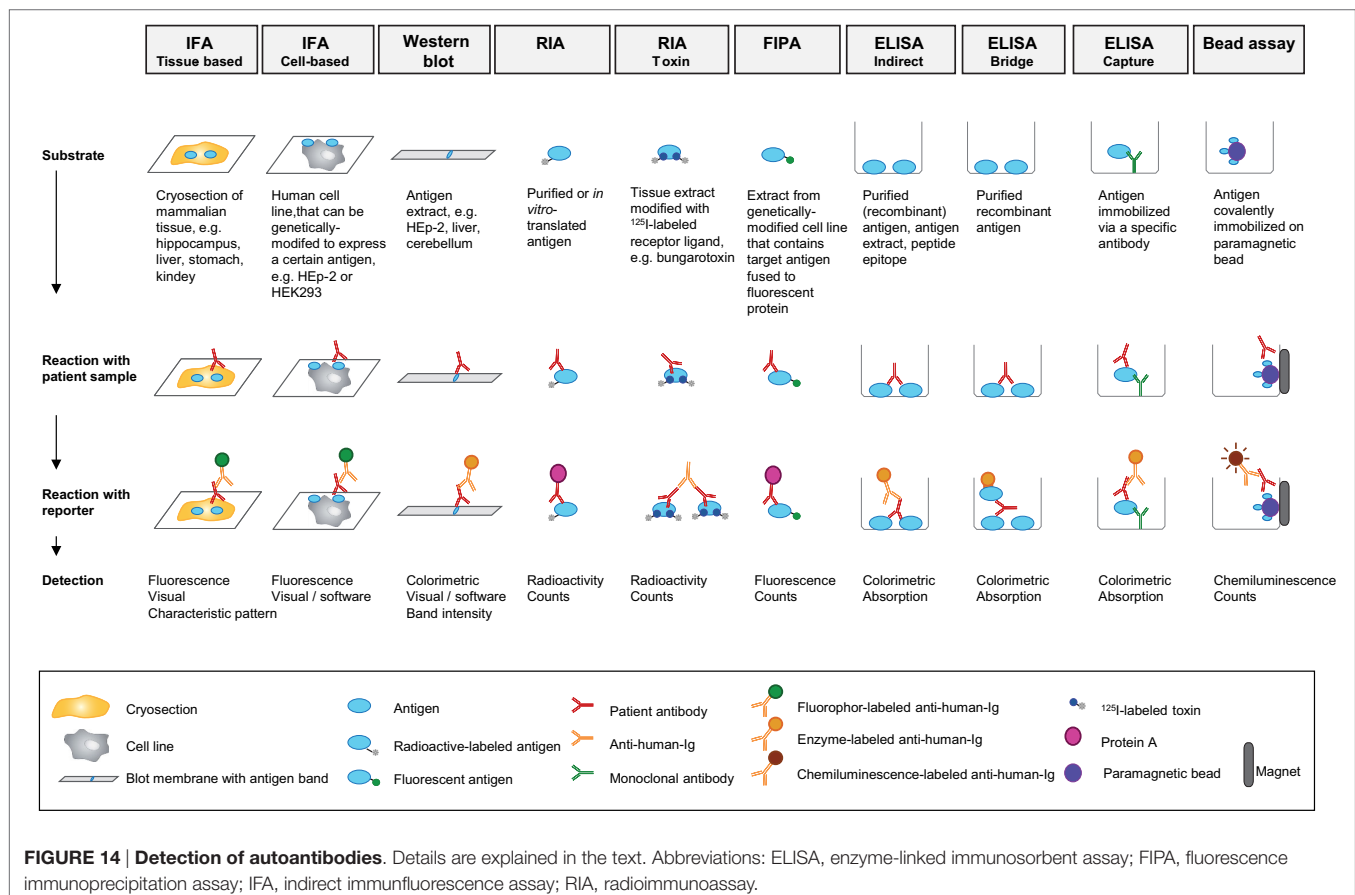 IFA
Tissue based
IFA
Cell-based
Western
blot
RIA
RIA
Toxin
FIPA
ELISA
Indirect
ELISA
Bridge
ELISA
Capture
Bead assay
Substrate
Cryosection of
mammalian
tissue, e.g.
hippocampus,
liver, stomach,
kindey
Human cell
line,that can be
genetically-
modifed to express
a certain antigen,
e.g. HEp-2 or
HEK293
Antigen
extract, e.g.
HEp-2, liver,
cerebellum
Purified or in
vitro-
translated
antigen
Tissue extract
modified with
¹²⁵I-labeled
receptor ligand,
e.g. bungarotoxin
Extract from
genetically-
modified cell line
that contains
target antigen
fused to
fluorescent
protein
Purified
(recombinant)
antigen, antigen
extract, peptide
epitope
Purified
recombinant
antigen
Antigen
immobilized
via a specific
antibody
Antigen
covalently
immobilized on
paramagnetic
bead
Reaction with
patient sample
Reaction with
reporter
Detection
Fluorescence
Visual
Characteristic pattern
Fluorescence
Visual / software
Colorimetric
Visual / software
Band intensity
Radioactivity
Counts
Radioactivity
Counts
Fluorescence
Counts
Colorimetric
Absorption
Colorimetric
Absorption
Colorimetric
Absorption
Chemiluminescence
Counts
Cryosection
Cell line
Blot membrane with antigen band
Antigen
Radioactive-labeled antigen
Fluorescent antigen
Patient antibody
Anti-human-Ig
Monoclonal antibody
Fluorophor-labeled anti-human-Ig
Enzyme-labeled anti-human-Ig
Chemiluminescence-labeled anti-human-Ig
¹²⁵I-labeled toxin
Protein A
Paramagnetic bead
Magnet
FIGURE 14 | Detection of autoantibodies. Details are explained in the text. Abbreviations: ELISA, enzyme-linked immunosorbent assay; FIPA, fluorescence
immunoprecipitation assay; IFA, indirect immunfluorescence assay; RIA, radioimmunoassay.